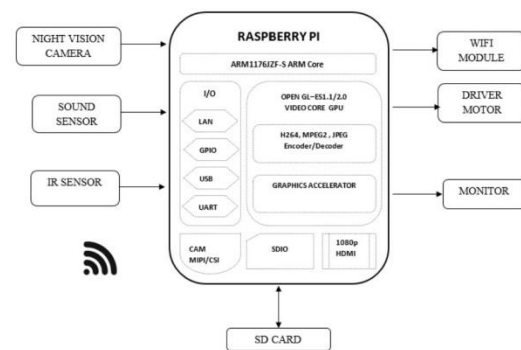 NIGHT VISION
CAMERA
SOUND
SENSOR
IR SENSOR
RASPBERRY PI
ARM1176JZF-S ARM Core
I/O
LAN
GPIO
USB
UART
OPEN GL-ES1.1/2.0
VIDEO CORE GPU
H264, MPEG2 , JPEG
Encoder/Decoder
GRAPHICS ACCELERATOR
CAM
MIPI/CSI
SDIO
1080p
HDMI
WIFI
MODULE
DRIVER
MOTOR
MONITOR
SD CARD